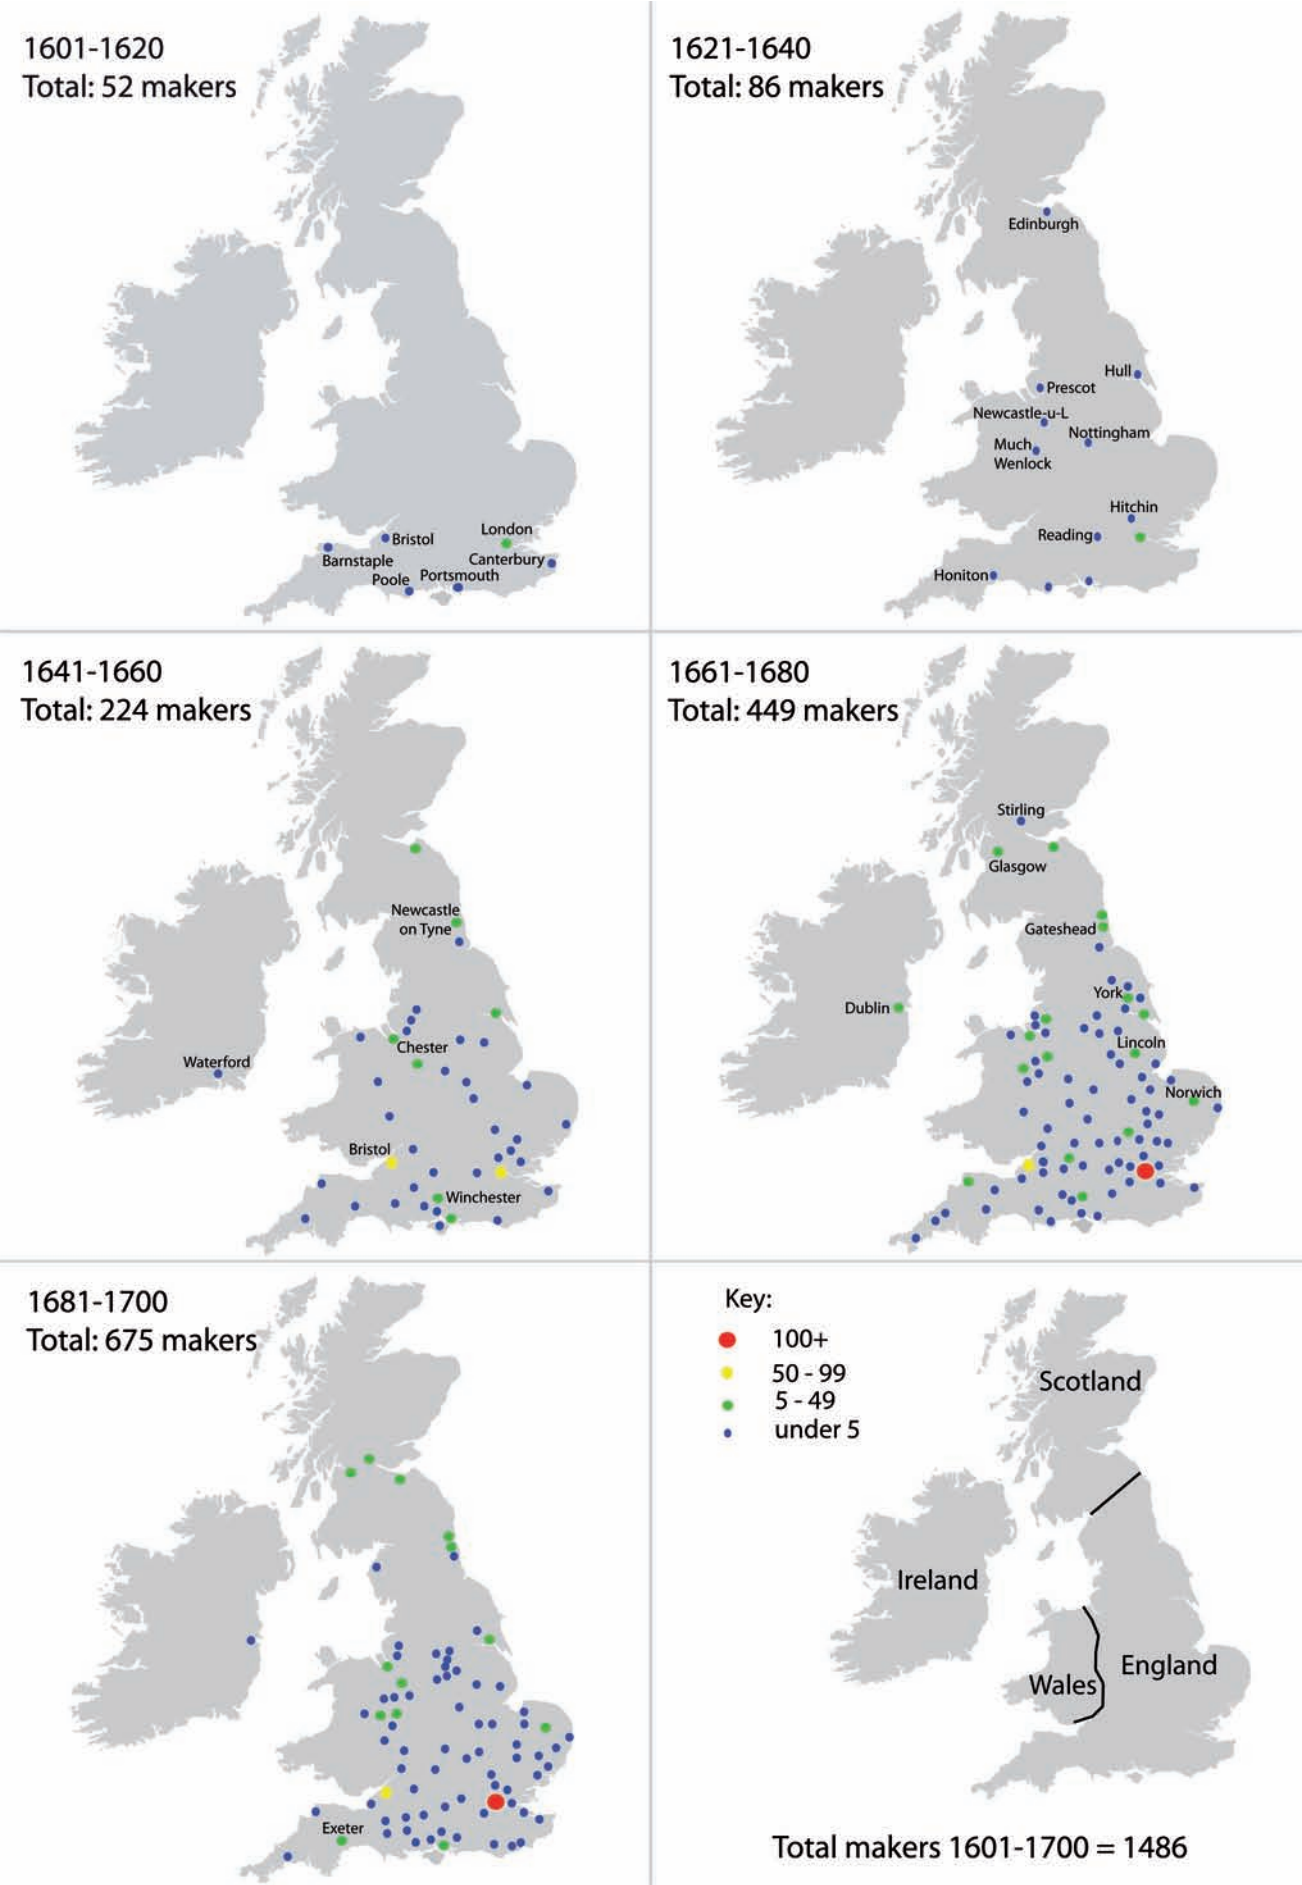 1601-1620
Total: 52 makers
Bristol
London
Barnstaple
Canterbury
Poole
Portsmouth
1621-1640
Total: 86 makers
Edinburgh
Hull
Prescot
Newcastle-u-L
Nottingham
Much
Wenlock
Hitchin
Reading
Honiton
1641-1660
Total: 224 makers
Newcastle
on Tyne
Chester
Waterford
Bristol
Winchester
1661-1680
Total: 449 makers
Stirling
Glasgow
Gateshead
York
Dublin
Lincoln
Norwich
1681-1700
Total: 675 makers
Exeter
Key:
100+
50 - 99
5 - 49
under 5
Scotland
Ireland
England
Wales
Total makers 1601-1700 = 1486